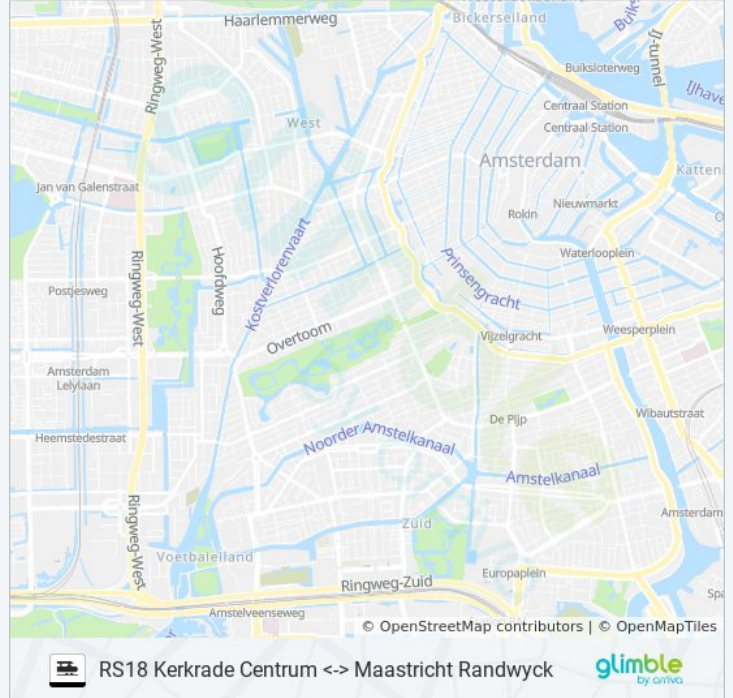 Haarlemmerweg
Bickerseiland
Ringweg-West
IJ-tunnel
Buiksloterweg
IJhave
Centraal Station
Centraal Station
West
Amsterdam
Katten
Jan van Galenstraat
Nieuwmarkt
Rokin
Kostverlorenvaart
Hoofdweg
Waterlooplein
Prinsengracht
Ringweg-West
Postjesweg
Overtoom
Weesperplein
Vijzelgracht
Amsterdam
Lelylaan
De Pijp
Wibautstraat
Heemstedestraat
Noorder Amstelkanaal
Amstelkanaal
Ringweg-West
Amsterdam
Zuid
Voetbaleiland
Europaplein
Ringweg-Zuid
Spa
Amstelveenseweg
© OpenStreetMap contributors | © OpenMapTiles
RS18 Kerkrade Centrum <-> Maastricht Randwyck
glimble
by arriva